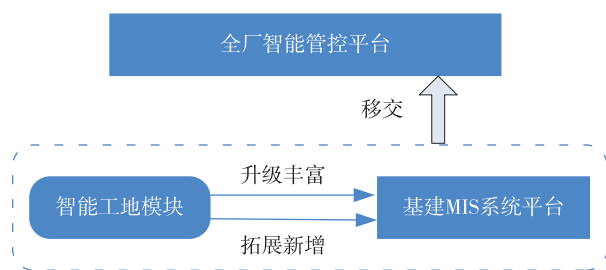 全厂智能管控平台
移交
升级丰富
智能工地模块
基建MIS系统平台
拓展新增